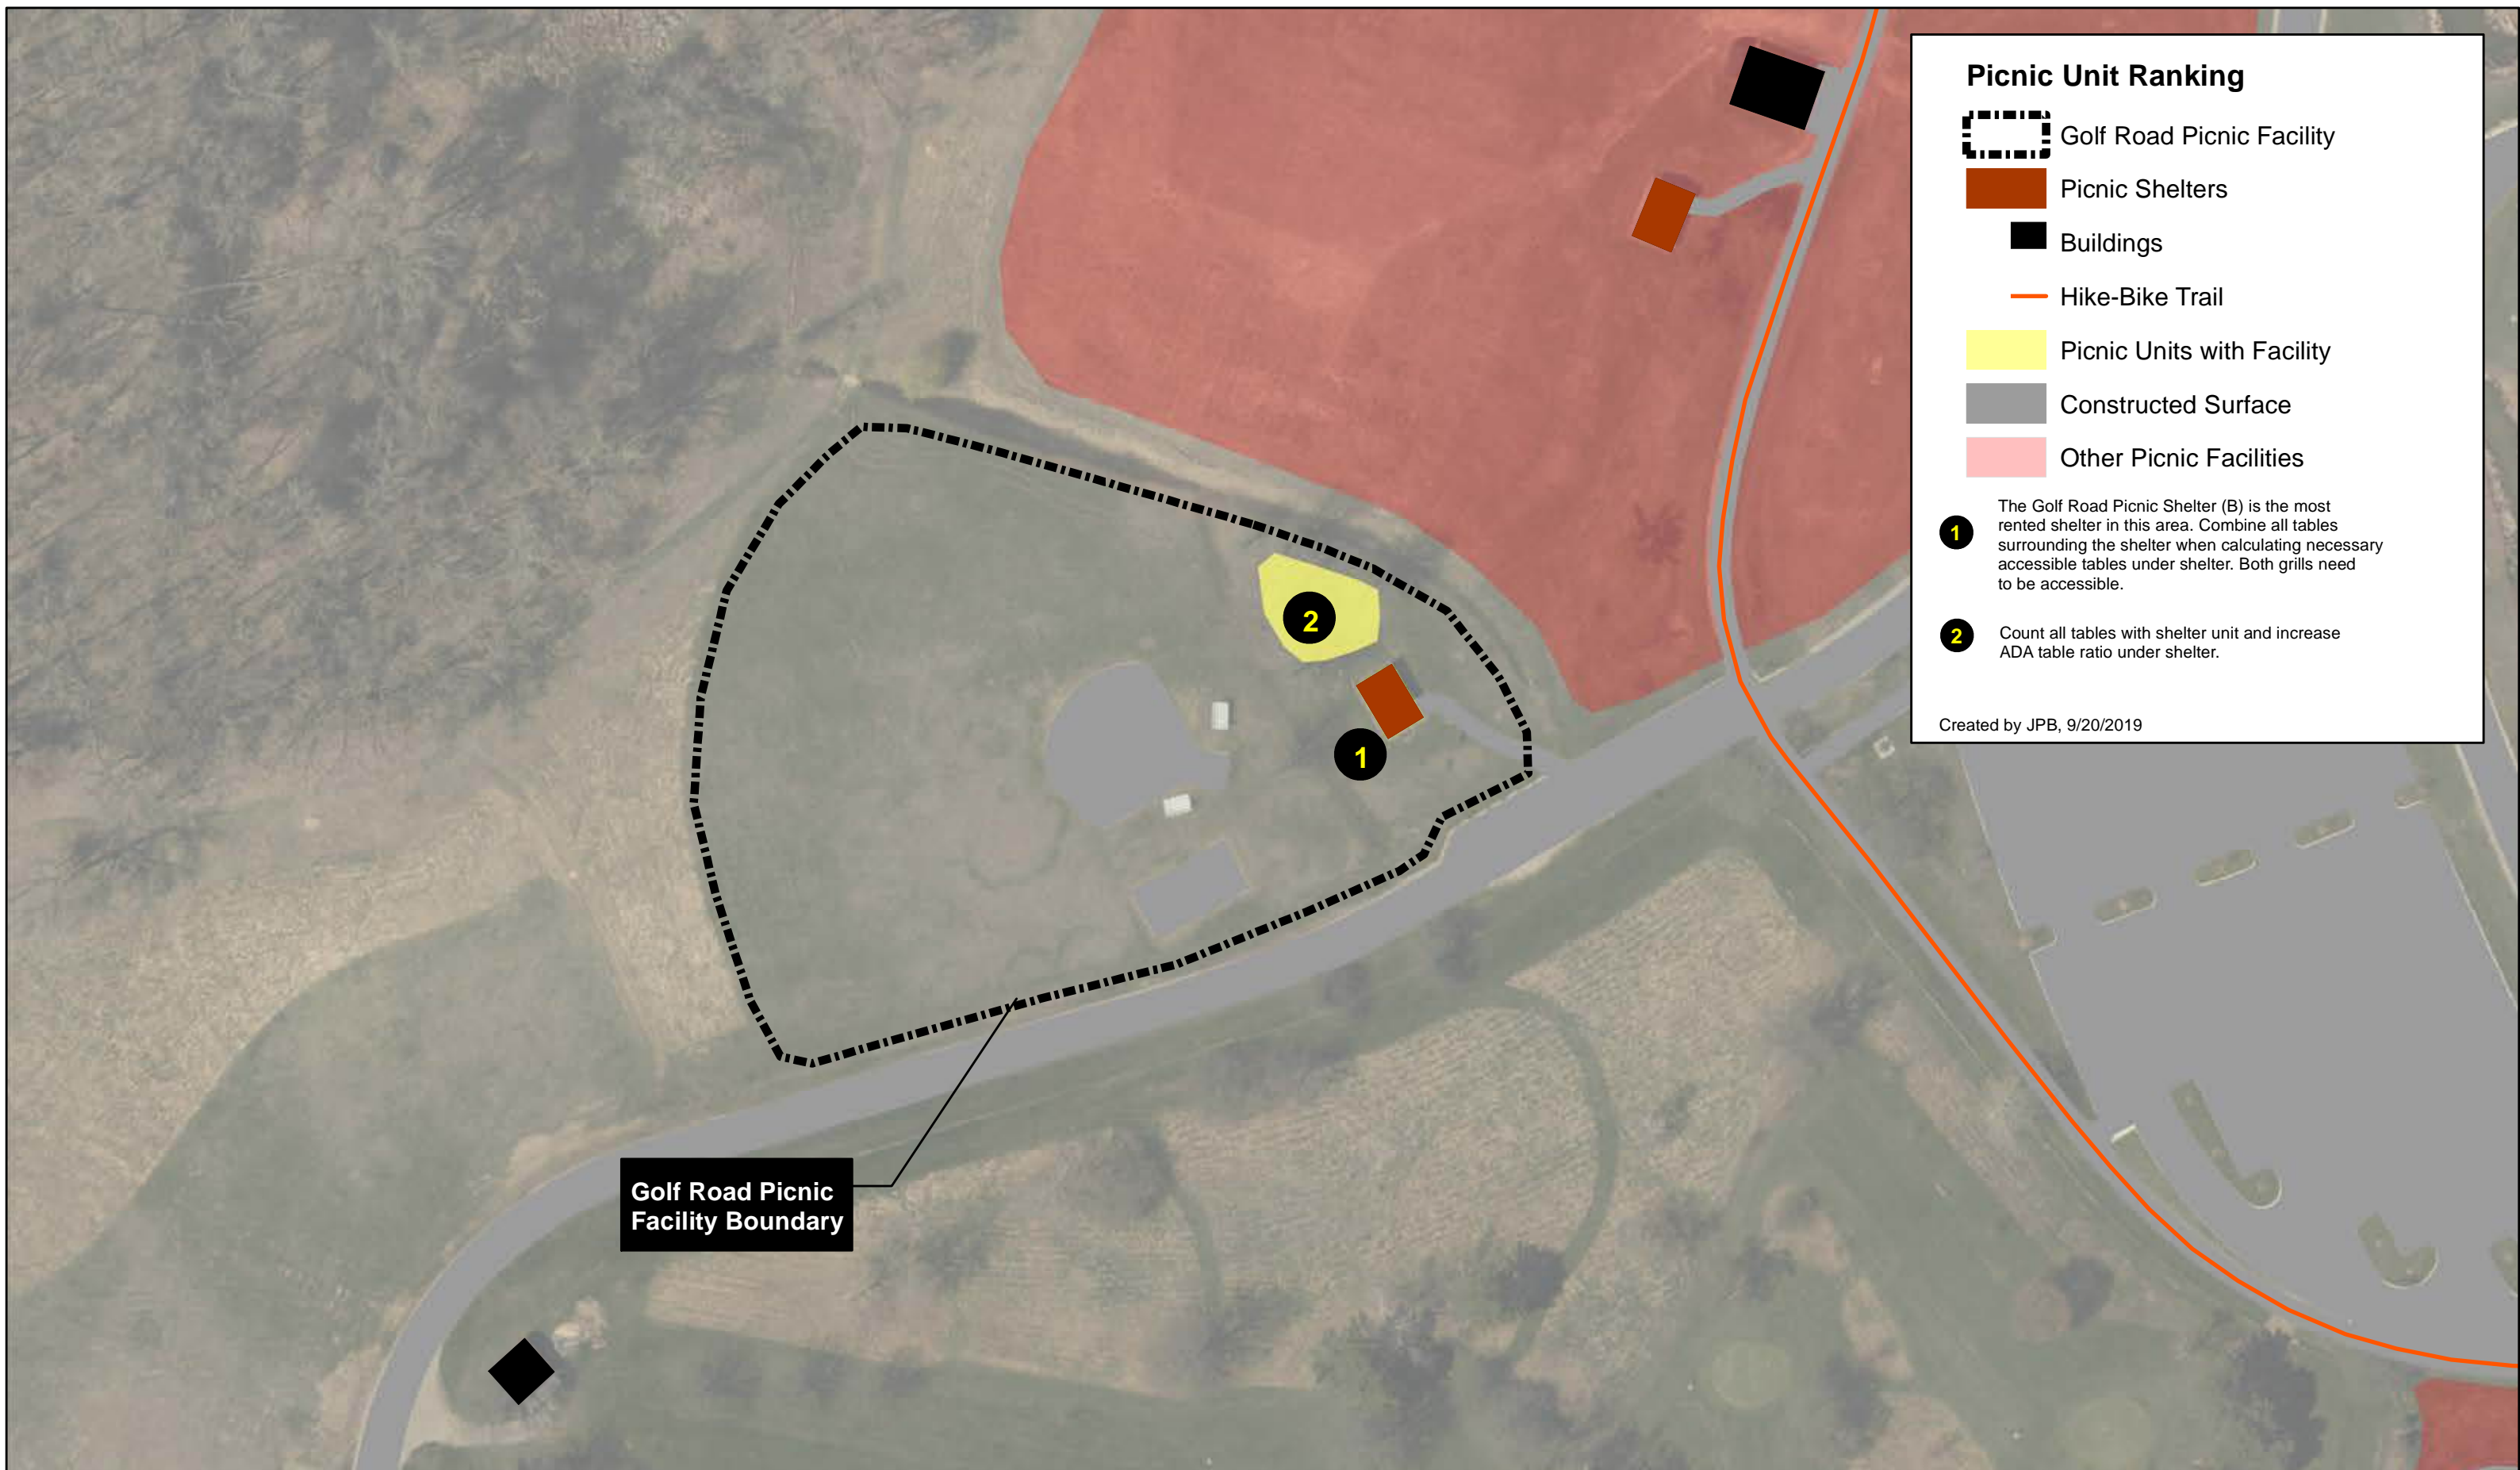 Picnic Unit Ranking
Golf Road Picnic Facility
Picnic Shelters
Buildings
Hike-Bike Trail
Picnic Units with Facility
Constructed Surface
Other Picnic Facilities
1
The Golf Road Picnic Shelter (B) is the most
rented shelter in this area. Combine all tables
surrounding the shelter when calculating necessary
accessible tables under shelter. Both grills need
to be accessible.
2
Count all tables with shelter unit and increase
ADA table ratio under shelter.
Created by JPB, 9/20/2019
2
1
Golf Road Picnic
Facility Boundary